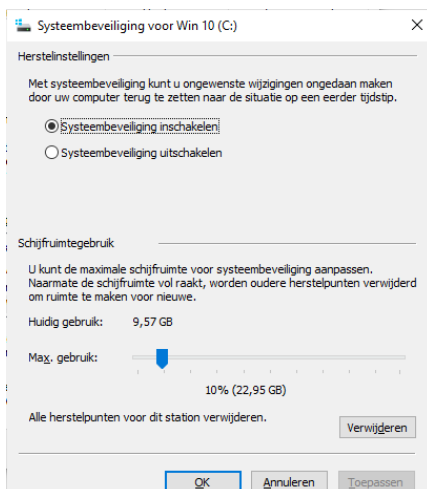 Systeembeveiliging voor Win 10 (C:)
Herstelinstellingen
Met systeembeveiliging kunt u ongewenste wijzigingen ongedaan maken
door uw computer terug te zetten naar de situatie op een eerder tijdstip.
Systeembeveiliging inschakelen
Systeembeveiliging uitschakelen
Schijfruimtegebruik
U kunt de maximale schijfruimte voor systeembeveiliging aanpassen.
Naarmate de schijfruimte vol raakt, worden oudere herstelpunten verwijderd
om ruimte te maken voor nieuwe.
Huidig gebruik: 9,57 GB
Max. gebruik:
10% (22,95 GB)
Alle herstelpunten voor dit station verwijderen.
Verwijderen
OK Annuleren Toepassen